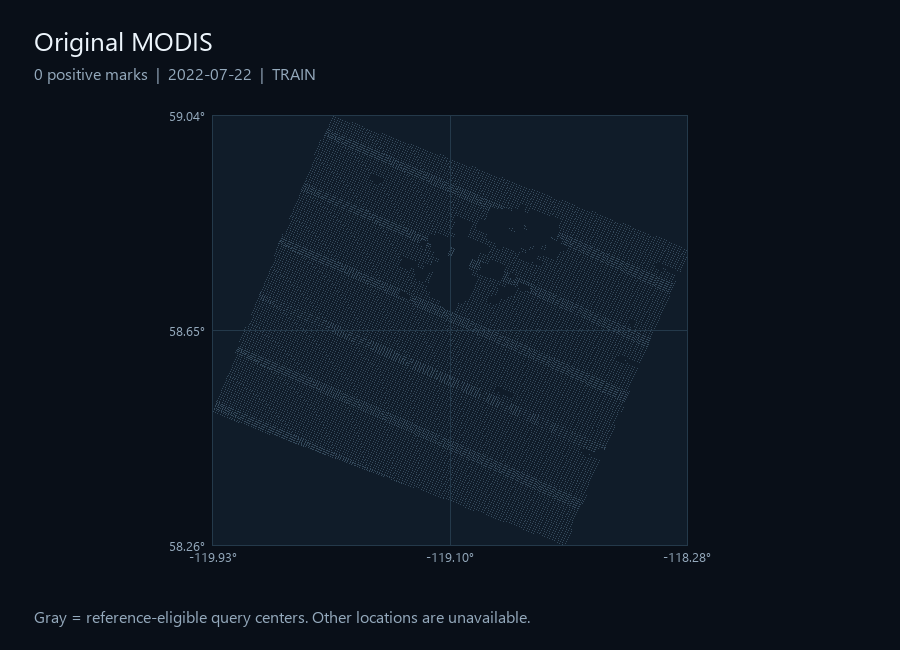 Original MODIS
0 positive marks | 2022-07-22 | TRAIN
59.04°
58.65°
58.26°
-119.93°
-119.10°
-118.28°
Gray = reference-eligible query centers. Other locations are unavailable.